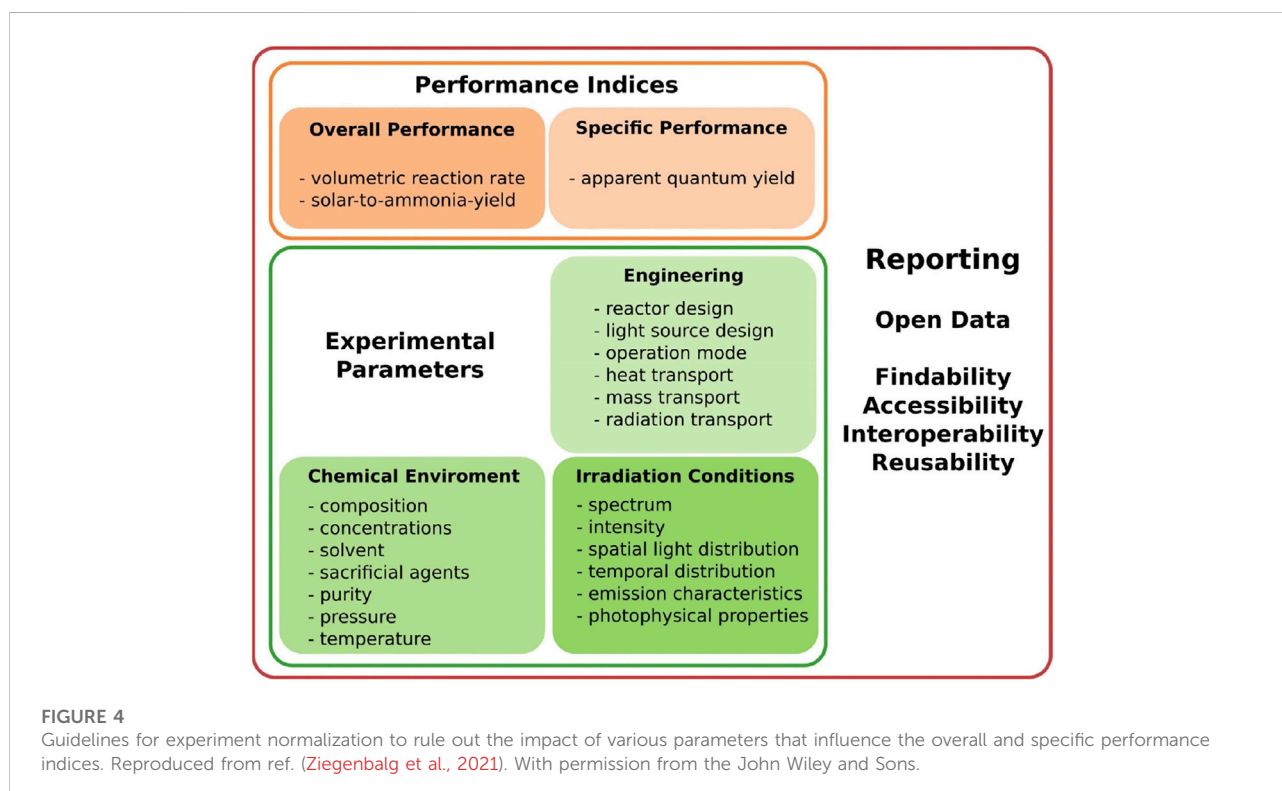 Performance Indices
Overall Performance
- volumetric reaction rate
- solar-to-ammonia-yield
Specific Performance
- apparent quantum yield
Experimental
Parameters
Engineering
- reactor design
- light source design
- operation mode
- heat transport
- mass transport
- radiation transport
Chemical Enviroment
- composition
- concentrations
- solvent
- sacrificial agents
- purity
- pressure
- temperature
Irradiation Conditions
- spectrum
- intensity
- spatial light distribution
- temporal distribution
- emission characteristics
- photophysical properties
Reporting
Open Data
Findability
Accessibility
Interoperability
Reusability
FIGURE 4
Guidelines for experiment normalization to rule out the impact of various parameters that influence the overall and specific performance
indices. Reproduced from ref. (Ziegenbalg et al., 2021). With permission from the John Wiley and Sons.